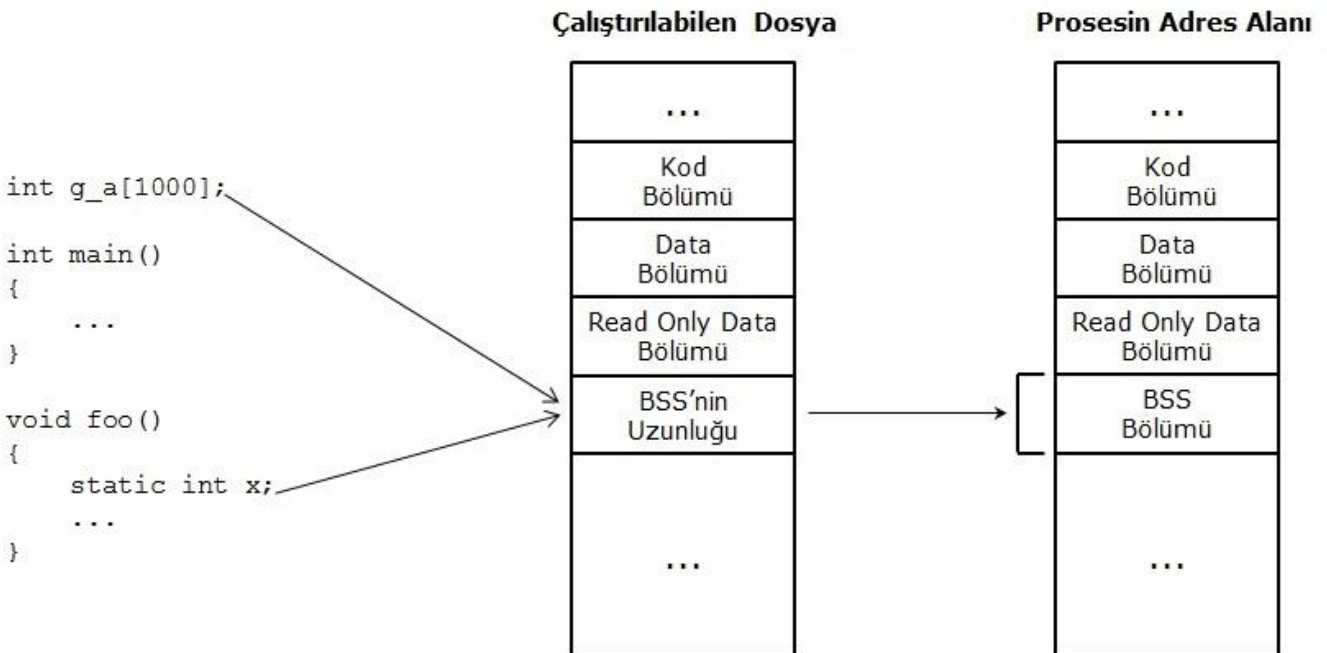 Çalıştırılabilen Dosya
Prosesin Adres Alanı
int g_a[1000];
int main()
{
...
}
void foo()
{
static int x;
...
}
...
Kod
Bölümü
Data
Bölümü
Read Only Data
Bölümü
BSS’nin
Uzunluğu
...
...
Kod
Bölümü
Data
Bölümü
Read Only Data
Bölümü
BSS
Bölümü
...